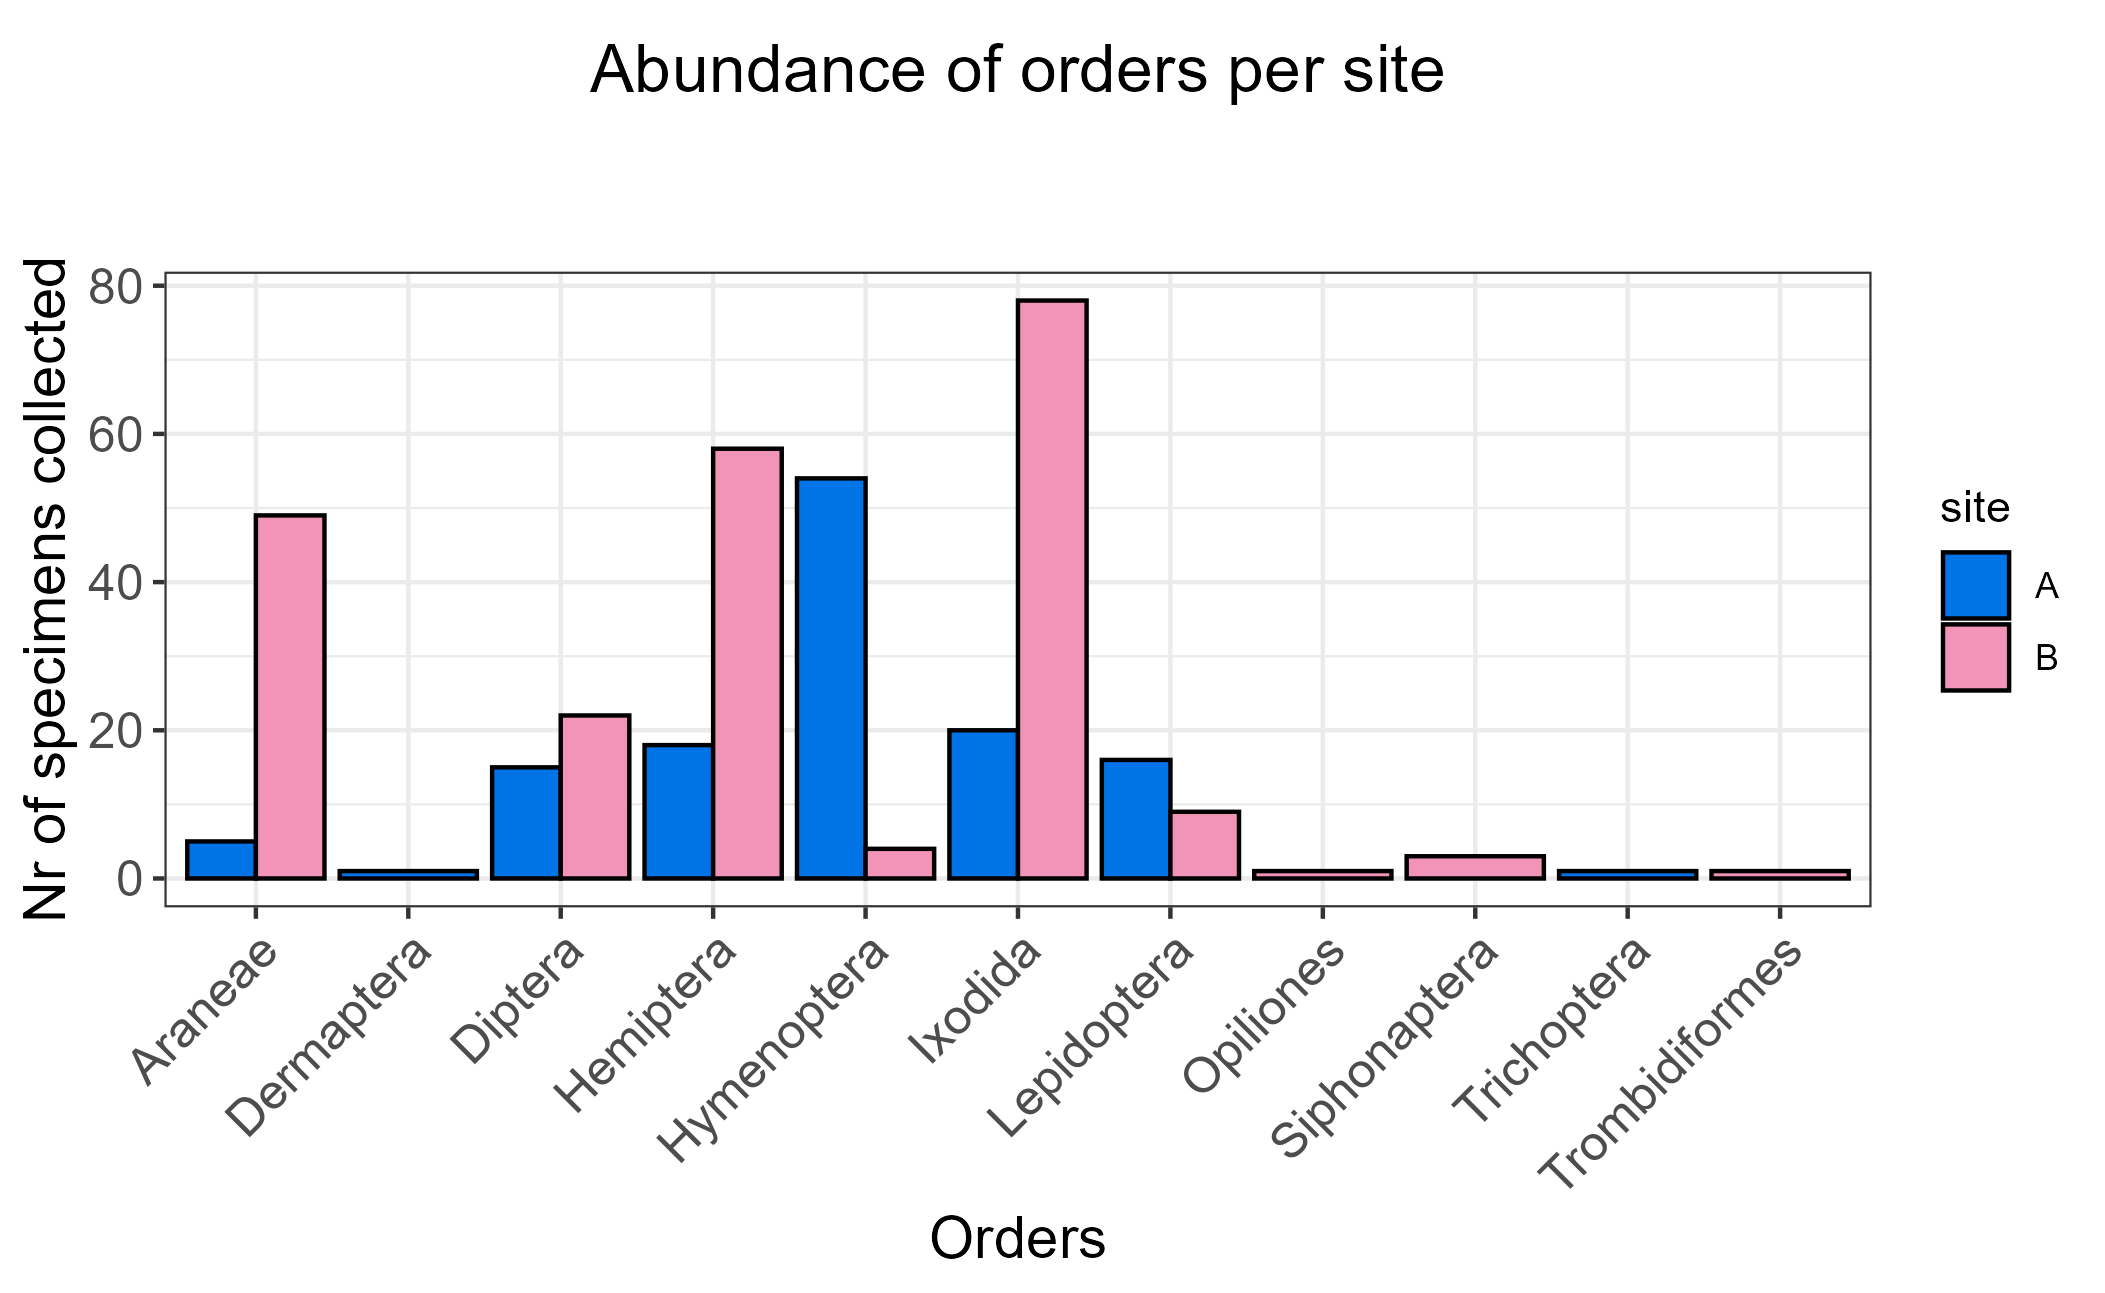 Abundance of orders per site
Nr of specimens collected
80
60
40
20
0
Araneae
Dermaptera
Diptera
Hemiptera
Hymenoptera
Ixodida
Lepidoptera
Opiliones
Siphonaptera
Trichoptera
Trombidiformes
Orders
site
A
B